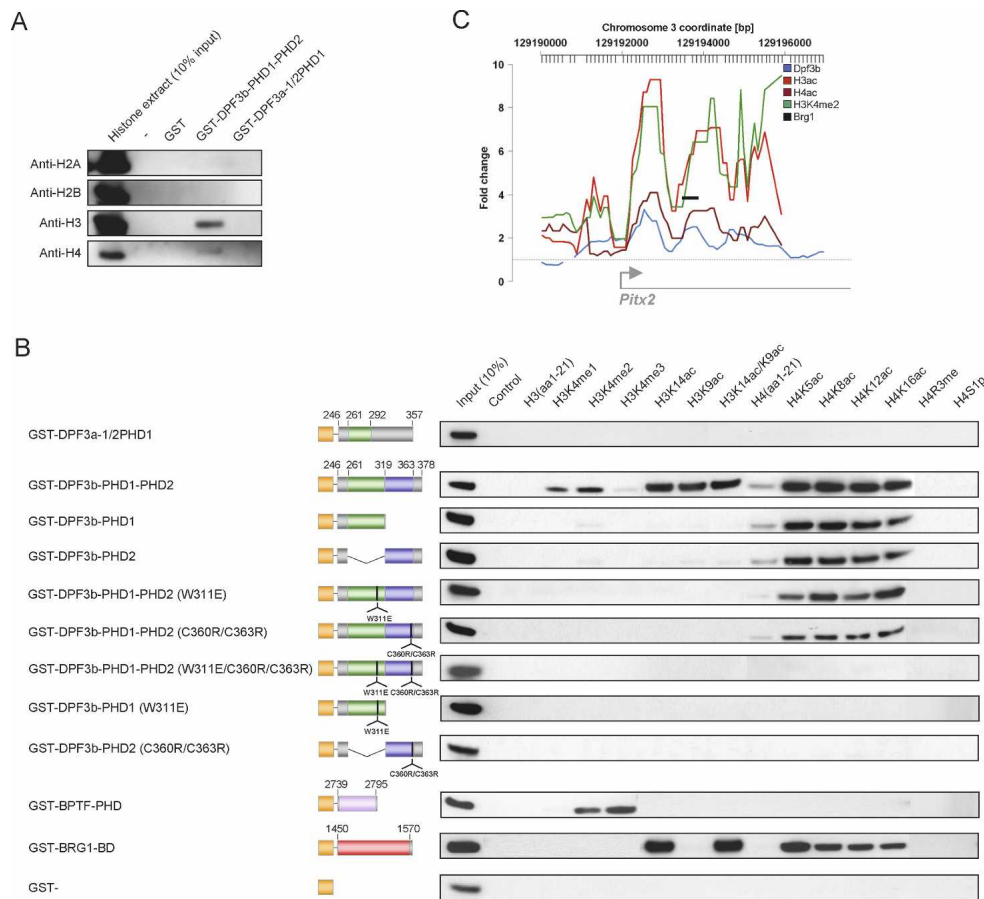 A
Histone extract (10% input)
-
GST
GST-DPF3b-PHD1-PHD2
GST-DPF3a-1/2PHD1
Anti-H2A
Anti-H2B
Anti-H3
Anti-H4
C
Chromosome 3 coordinate [bp]
129190000 129192000 129194000 129196000
10
8
6
4
2
0
Fold change
Dpf3b
H3ac
H4ac
H3K4me2
Brg1
Pitx2
B
Input (10%)
Control
H3(aa1-21)
H3K4me1
H3K4me2
H3K4me3
H3K14ac
H3K9ac
H3K14ac/K9ac
H4(aa1-21)
H4K5ac
H4K8ac
H4K12ac
H4K16ac
H4R3me
H4S1p
246 261 292 357
GST-DPF3a-1/2PHD1
246 261 319 363 378
GST-DPF3b-PHD1-PHD2
GST-DPF3b-PHD1
GST-DPF3b-PHD2
GST-DPF3b-PHD1-PHD2 (W311E)
W311E
GST-DPF3b-PHD1-PHD2 (C360R/C363R)
C360R/C363R
GST-DPF3b-PHD1-PHD2 (W311E/C360R/C363R)
W311E C360R/C363R
GST-DPF3b-PHD1 (W311E)
W311E
GST-DPF3b-PHD2 (C360R/C363R)
C360R/C363R
2739 2795
GST-BPTF-PHD
1450 1570
GST-BRG1-BD
GST-